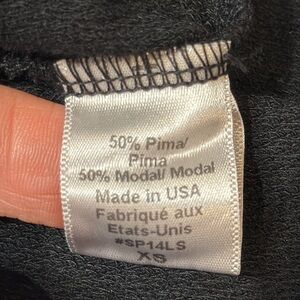 50% Pima/
Pima
50% Modal/ Modal
Made in USA
Fabriqué aux
Etats-Unis
#SP14LS
XS